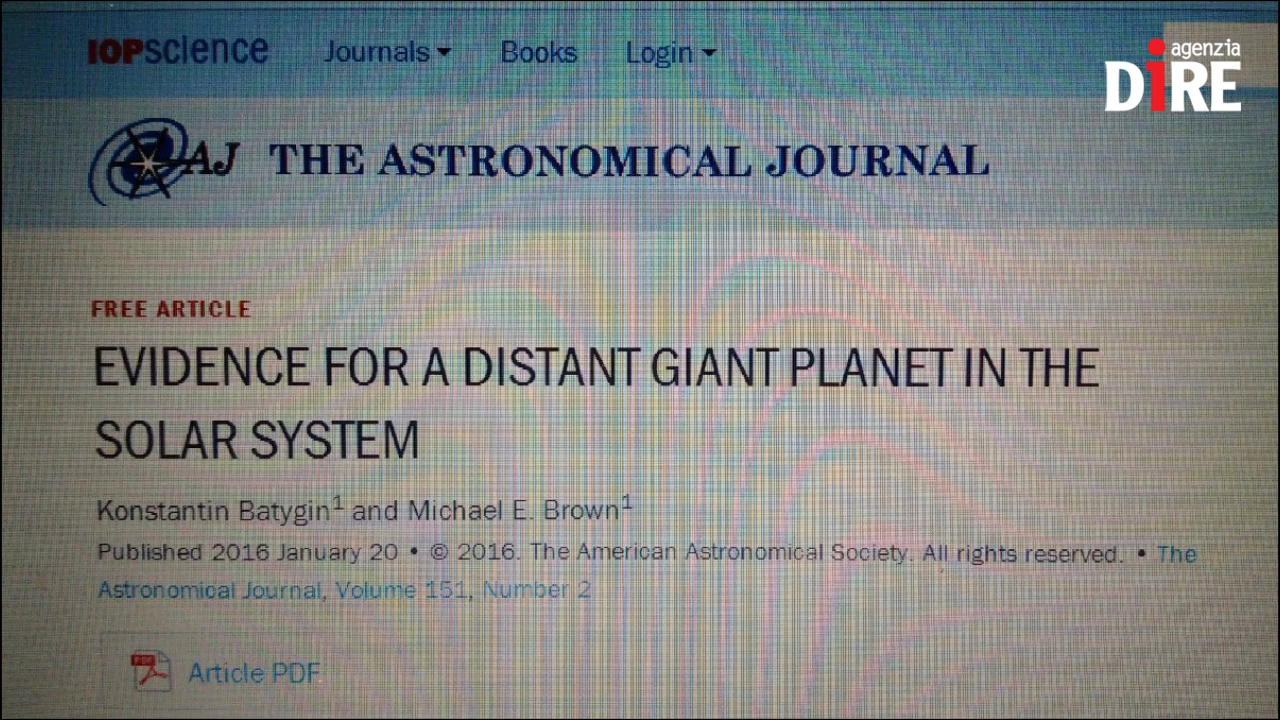 IOPscience Journals Books Login
agenzia
DiRE
AJ THE ASTRONOMICAL JOURNAL
FREE ARTICLE
EVIDENCE FOR A DISTANT GIANT PLANET IN THE
SOLAR SYSTEM
Konstantin Batygin¹ and Michael E. Brown¹
Published 2016 January 20 • © 2016. The American Astronomical Society. All rights reserved. • The
Astronomical Journal, Volume 151, Number 2
PDF
Article PDF